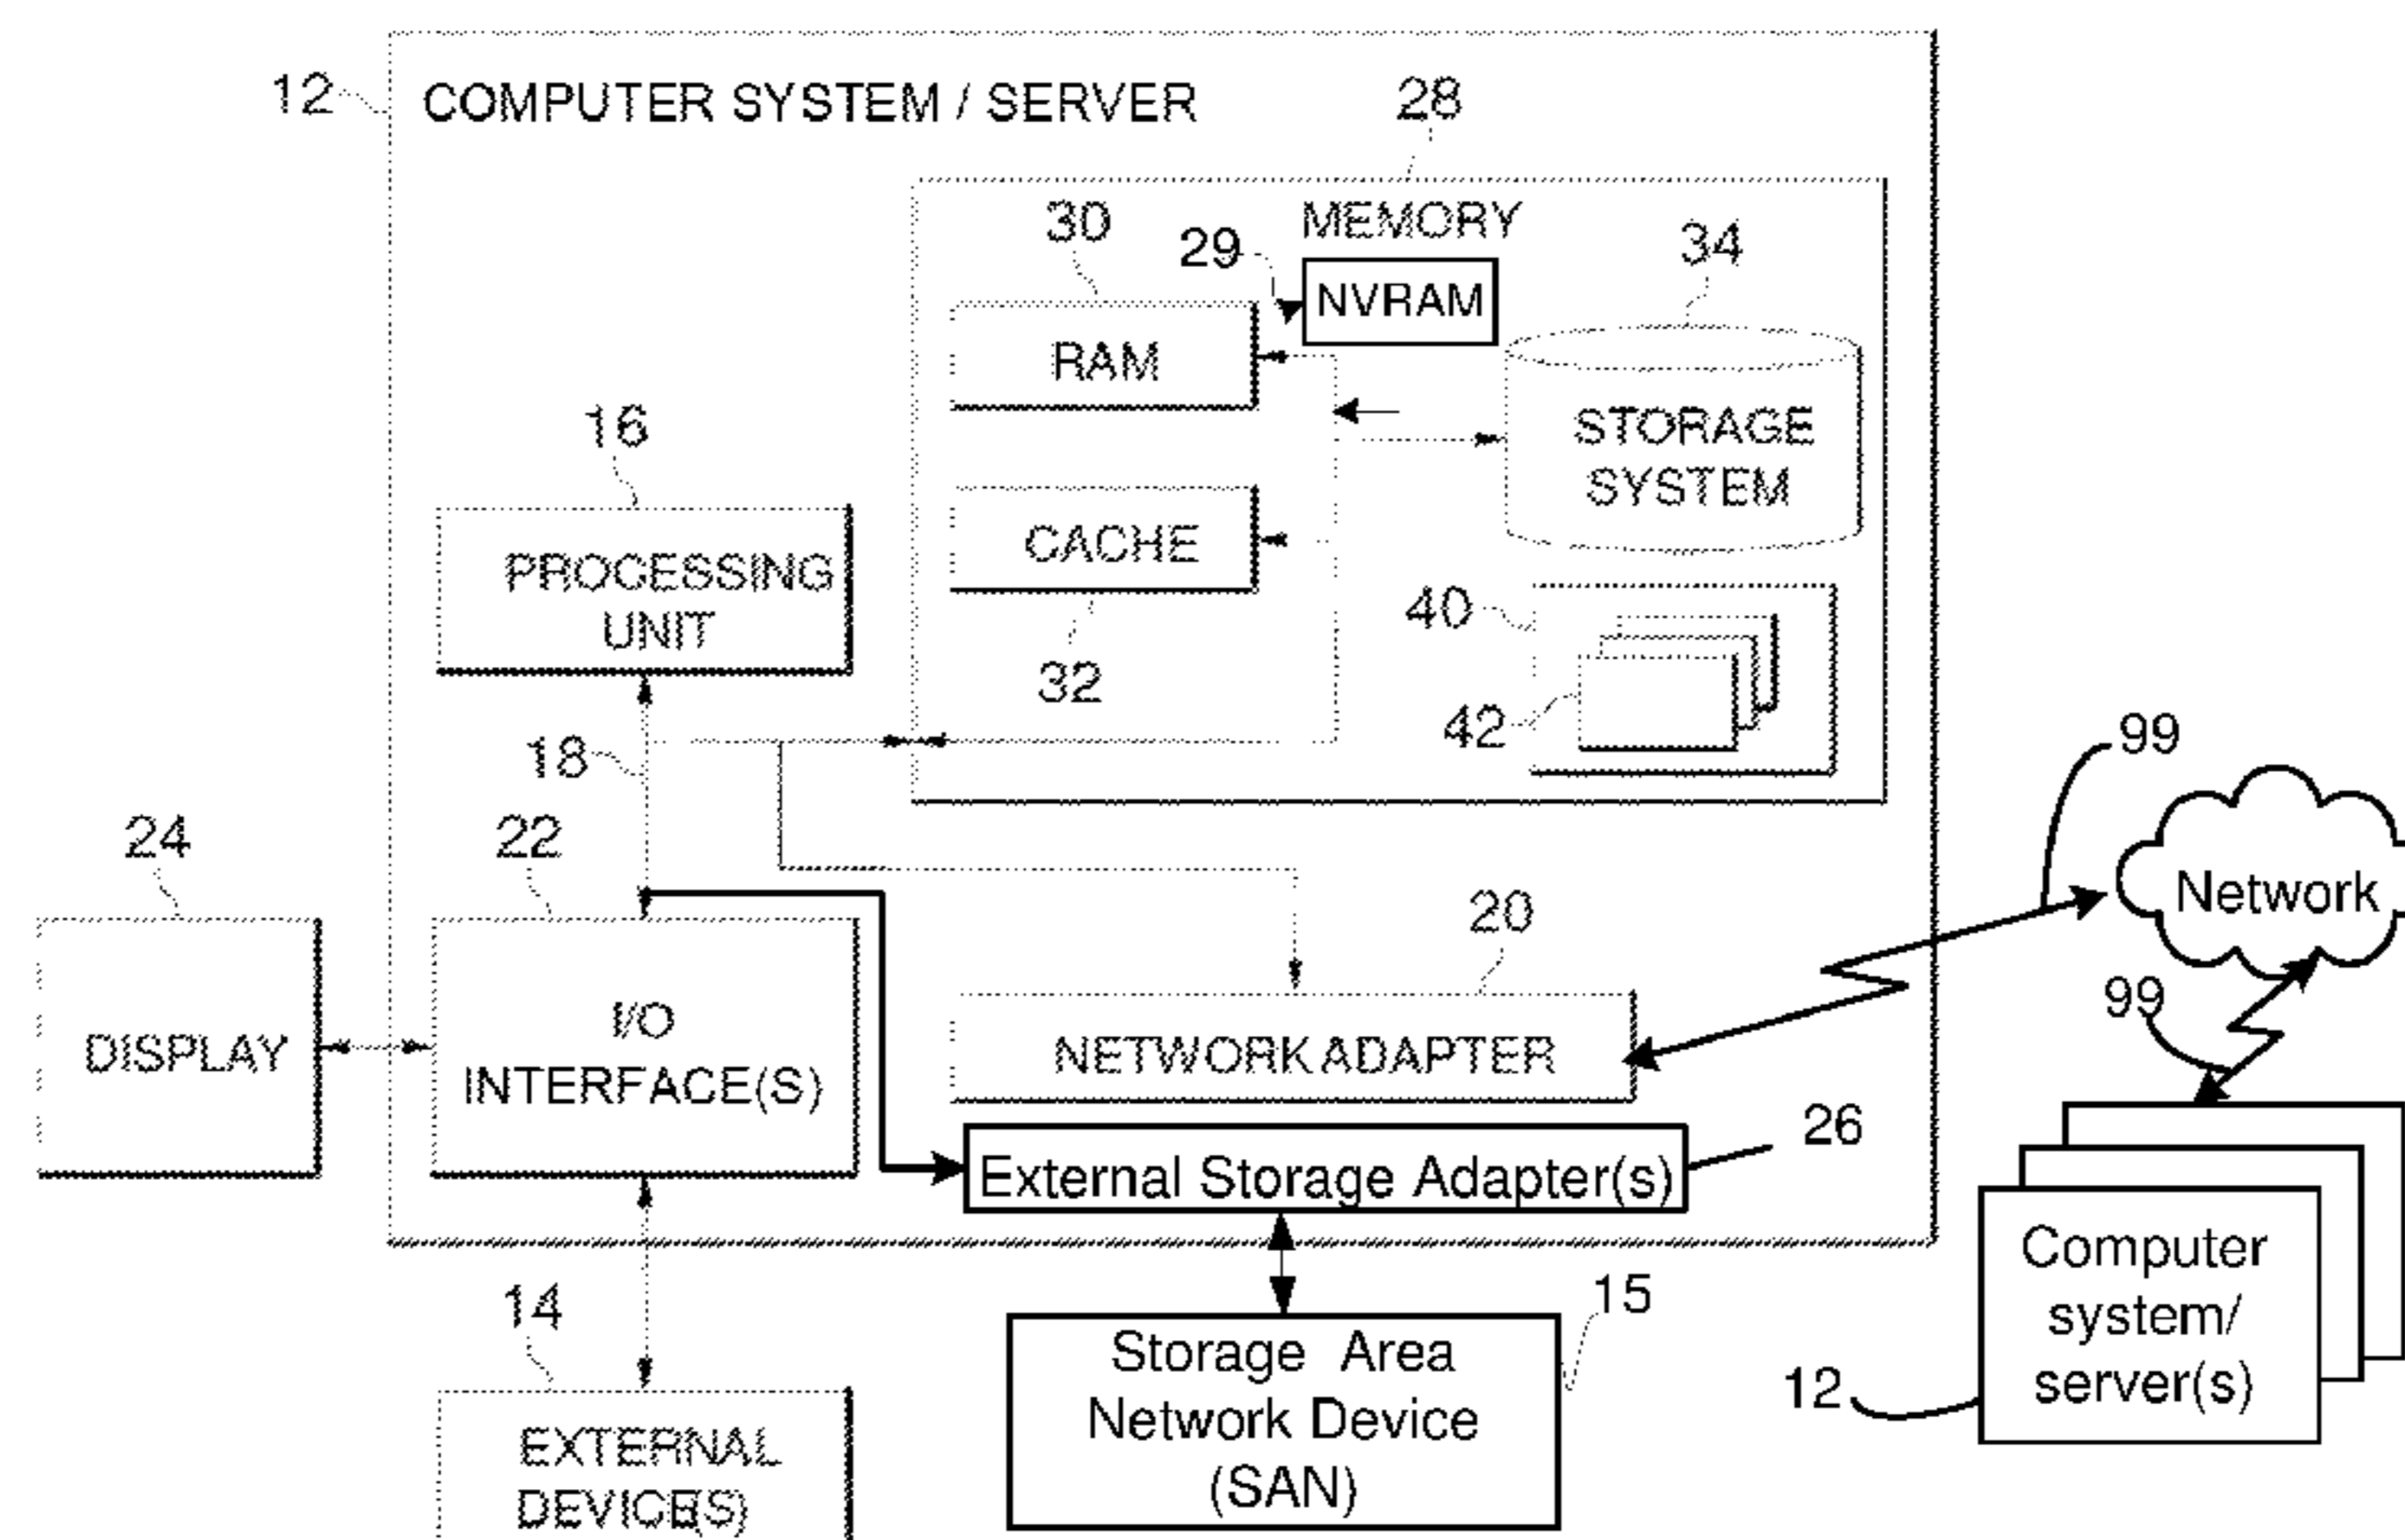 12
COMPUTER SYSTEM / SERVER
28
MEMORY
30
29
NVRAM
34
RAM
STORAGE
SYSTEM
16
PROCESSING
UNIT
CACHE
32
40
42
18
99
24
22
20
Network
DISPLAY
I/O
INTERFACE(S)
NETWORK ADAPTER
99
26
External Storage Adapter(s)
14
15
EXTERNAL
DEVICE(S)
Storage Area
Network Device
(SAN)
Computer
system/
server(s)
12